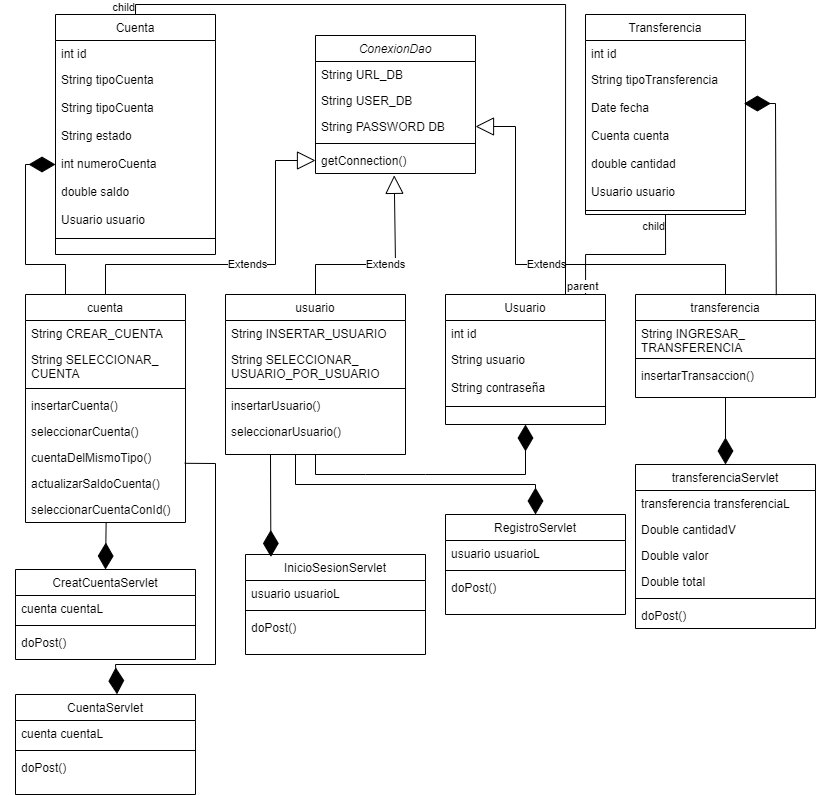 child
Cuenta
int id
String tipoCuenta
String tipoCuenta
String estado
int numeroCuenta
double saldo
Usuario usuario
ConexionDao
String URL_DB
String USER_DB
String PASSWORD DB
getConnection()
Transferencia
int id
String tipoTransferencia
Date fecha
Cuenta cuenta
double cantidad
Usuario usuario
child
Extends
Extends
Extends
parent
cuenta
String CREAR_CUENTA
String SELECCIONAR_
CUENTA
insertarCuenta()
seleccionarCuenta()
cuentaDelMismoTipo()
actualizarSaldoCuenta()
seleccionarCuentaConId()
usuario
String INSERTAR_USUARIO
String SELECCIONAR_
USUARIO_POR_USUARIO
insertarUsuario()
seleccionarUsuario()
Usuario
int id
String usuario
String contraseña
transferencia
String INGRESAR_
TRANSFERENCIA
insertarTransaccion()
transferenciaServlet
transferencia transferenciaL
Double cantidadV
Double valor
Double total
doPost()
RegistroServlet
usuario usuarioL
doPost()
InicioSesionServlet
usuario usuarioL
doPost()
CreatCuentaServlet
cuenta cuentaL
doPost()
CuentaServlet
cuenta cuentaL
doPost()